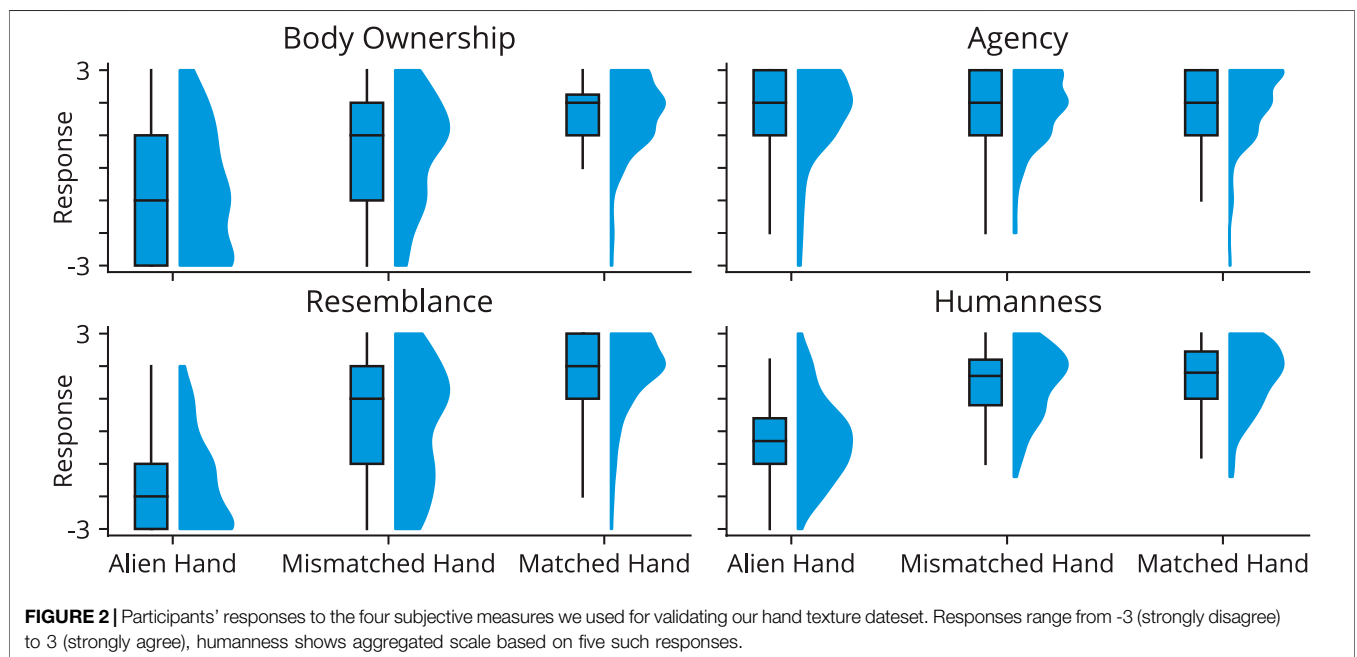 Body Ownership
Agency
3
Response
-3
Resemblance
Humanness
3
Response
-3
Alien Hand
Mismatched Hand
Matched Hand
Alien Hand
Mismatched Hand
Matched Hand
FIGURE 2 | Participants' responses to the four subjective measures we used for validating our hand texture dateset. Responses range from -3 (strongly disagree)
to 3 (strongly agree), humanness shows aggregated scale based on five such responses.